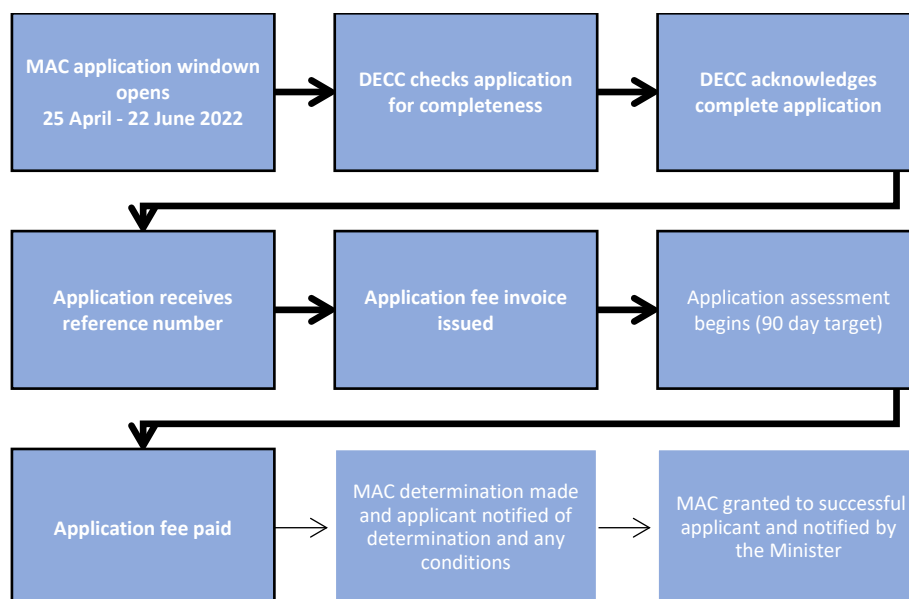 MAC application windown
opens
25 April - 22 June 2022
DECC checks application
for completeness
DECC acknowledges
complete application
Application receives
reference number
Application fee invoice
issued
Application assessment
begins (90 day target)
Application fee paid
MAC determination made
and applicant notified of
determination and any
conditions
MAC granted to successful
applicant and notified by
the Minister